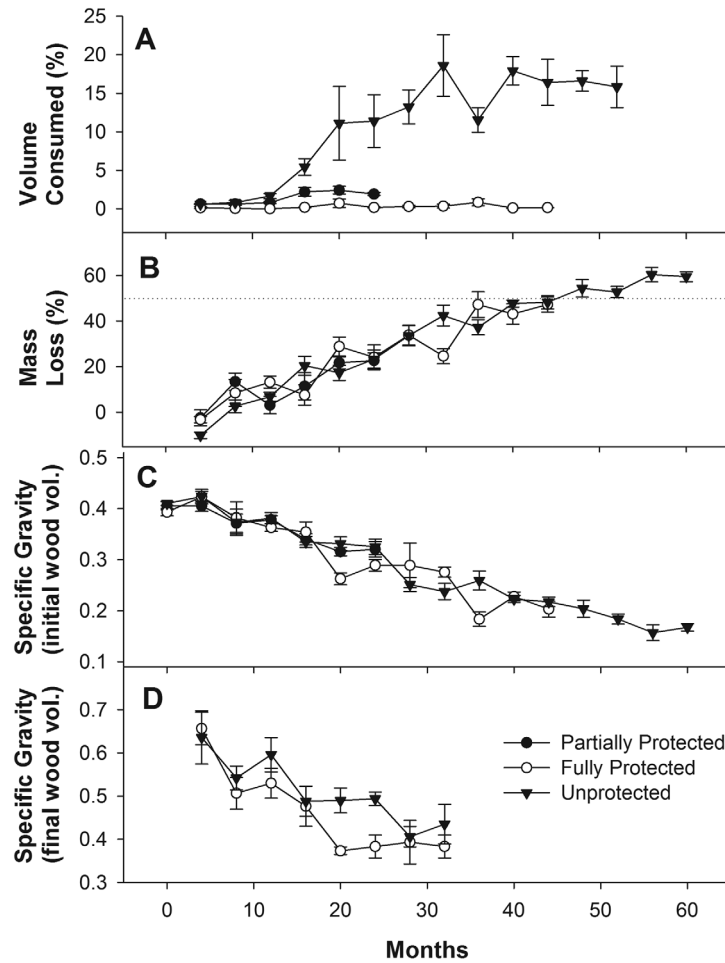 A
25
20
15
10
5
0
Volume
Consumed (%)
B
60
40
20
0
Mass
Loss (%)
C
0.5
0.4
0.3
0.2
0.1
Specific Gravity
(initial wood vol.)
D
0.7
0.6
0.5
0.4
0.3
Specific Gravity
(final wood vol.)
Partially Protected
Fully Protected
Unprotected
0 10 20 30 40 50 60
Months